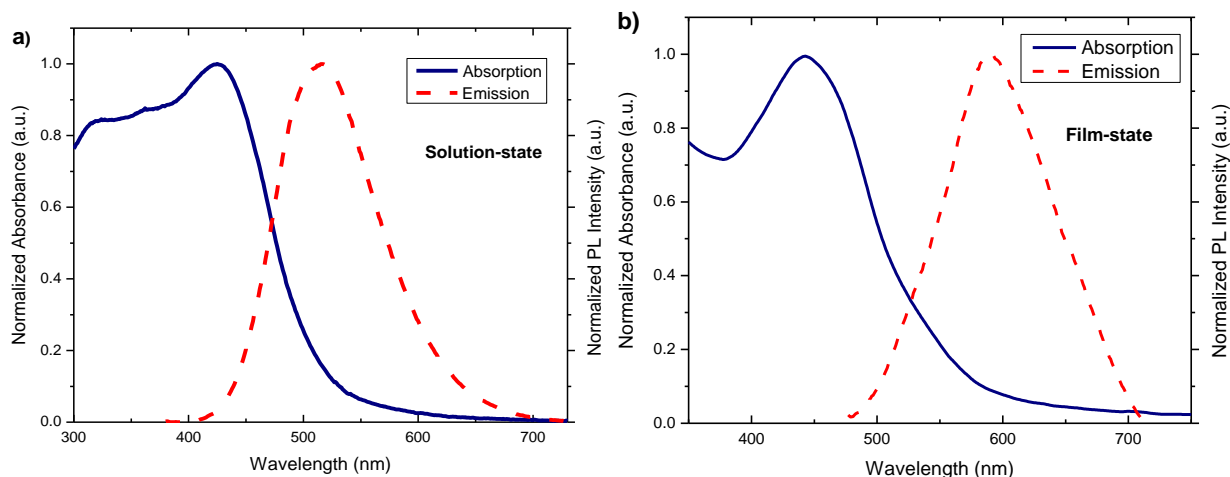 a)
Normalized Absorbance (a.u.)
1.0
0.8
0.6
0.4
0.2
0.0
300 400 500 600 700
Wavelength (nm)
Absorption
Emission
Solution-state
Normalized PL Intensity (a.u.)
b)
Normalized Absorbance (a.u.)
1.0
0.8
0.6
0.4
0.2
0.0
400 500 600 700
Wavelength (nm)
Absorption
Emission
Film-state
Normalized PL Intensity (a.u.)